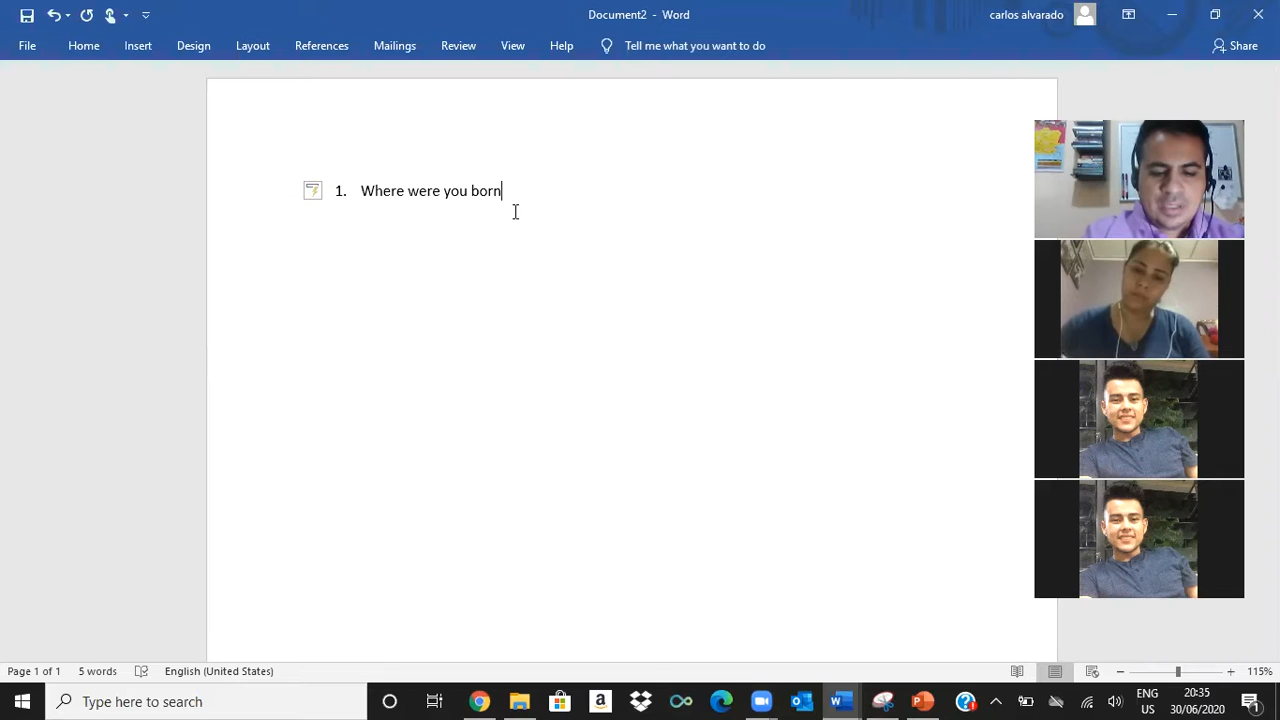 Document2 - Word
carlos alvarado
File Home Insert Design Layout References Mailings Review View Help Tell me what you want to do Share
1. Where were you born
Page 1 of 1 5 words English (United States) 115%
Type here to search
ENG
US
20:35
30/06/2020
1